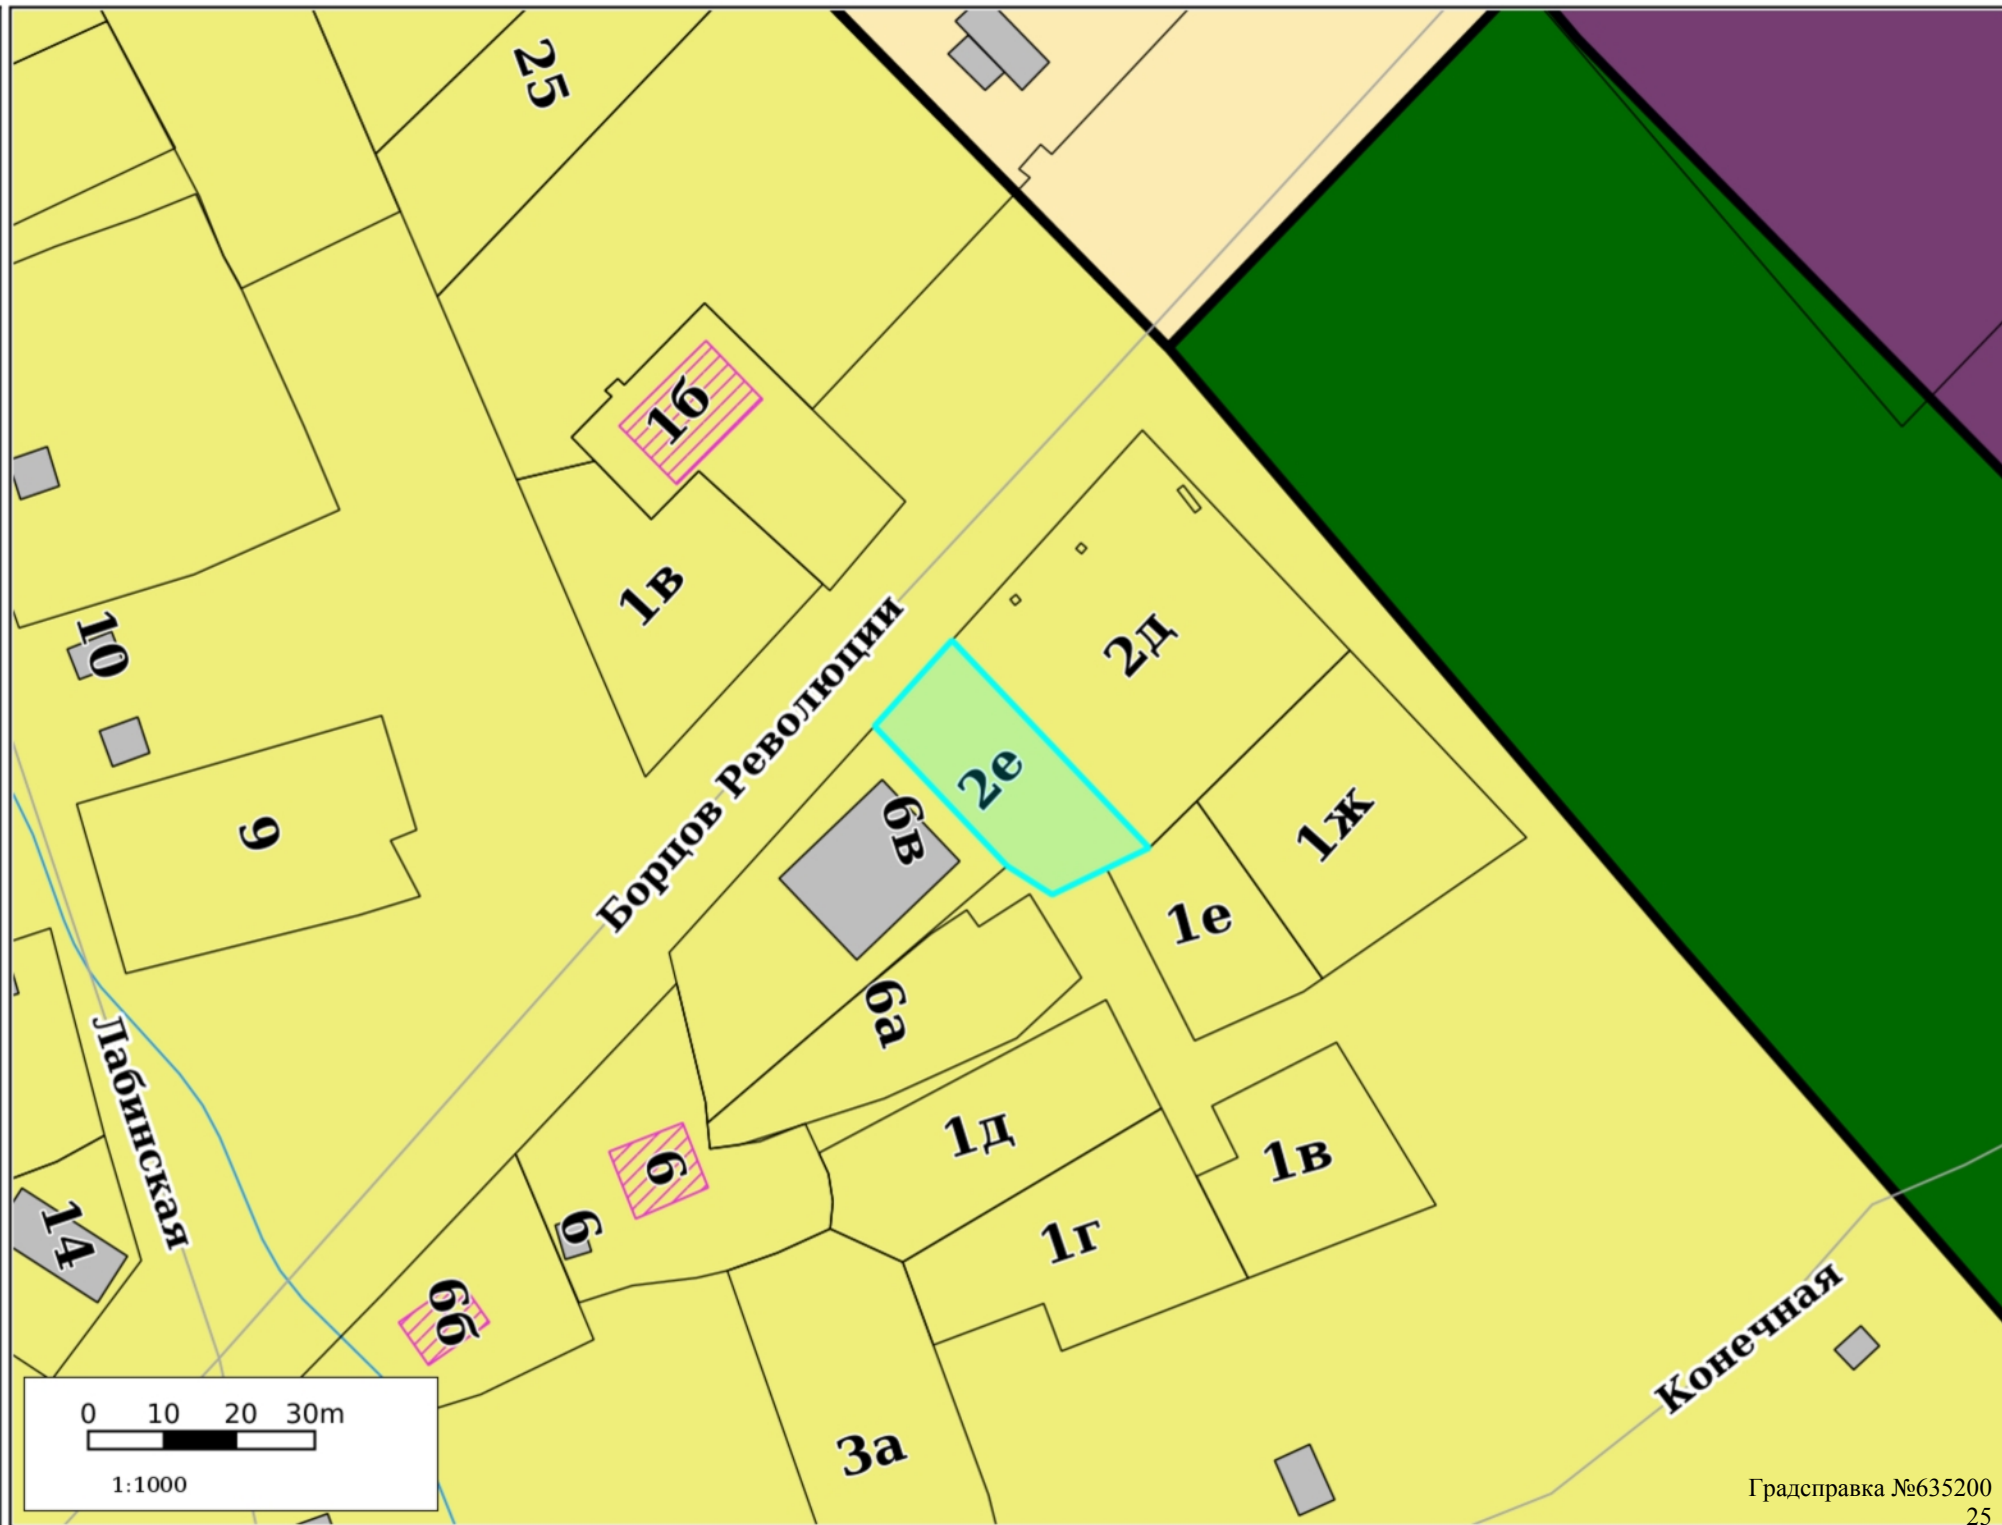 25
1б
1в
10
9
Борцов Революции
2д
2е
6в
1ж
1е
6а
Лабинская
1д
1в
6
6
14
1г
6б
Конечная
3а
0 10 20 30m
1:1000
Градсправка №635200
25